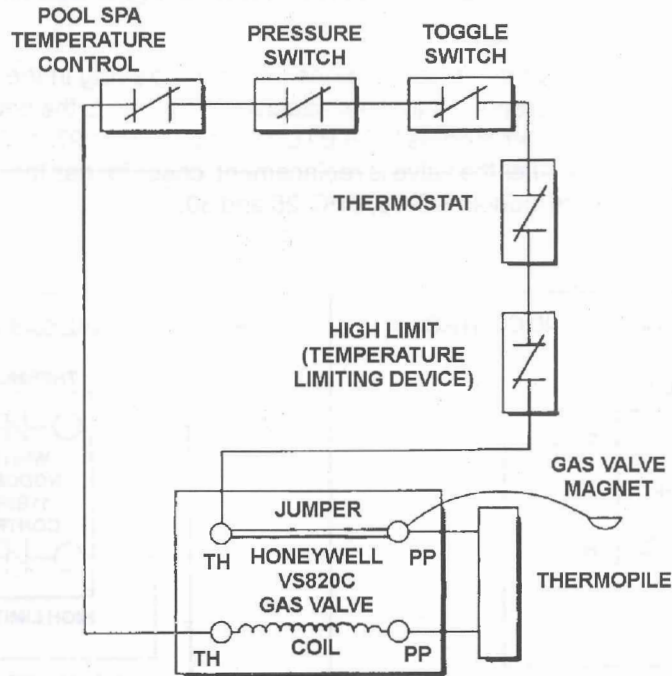 POOL SPA
TEMPERATURE
CONTROL
PRESSURE
SWITCH
TOGGLE
SWITCH
THERMOSTAT
HIGH LIMIT
(TEMPERATURE
LIMITING DEVICE)
GAS VALVE
MAGNET
JUMPER
TH
PP
HONEYWELL
VS820C
GAS VALVE
THERMOPILE
COIL
TH
PP